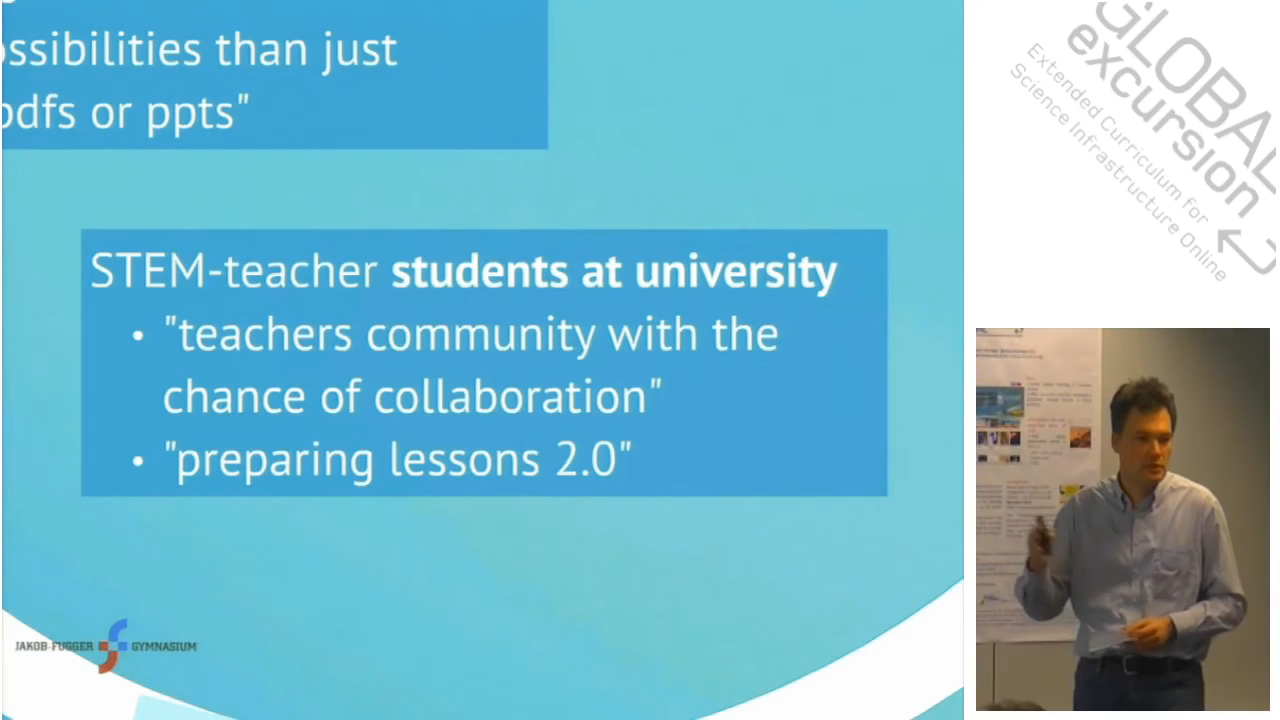 ossibilities than just
pdfs or ppts"
STEM-teacher students at university
• "teachers community with the
chance of collaboration"
• "preparing lessons 2.0"
JAKOB-FUGGER GYMNASIUM
GLOBAL
excursion
Extended Curriculum for
Science Infrastructure Online